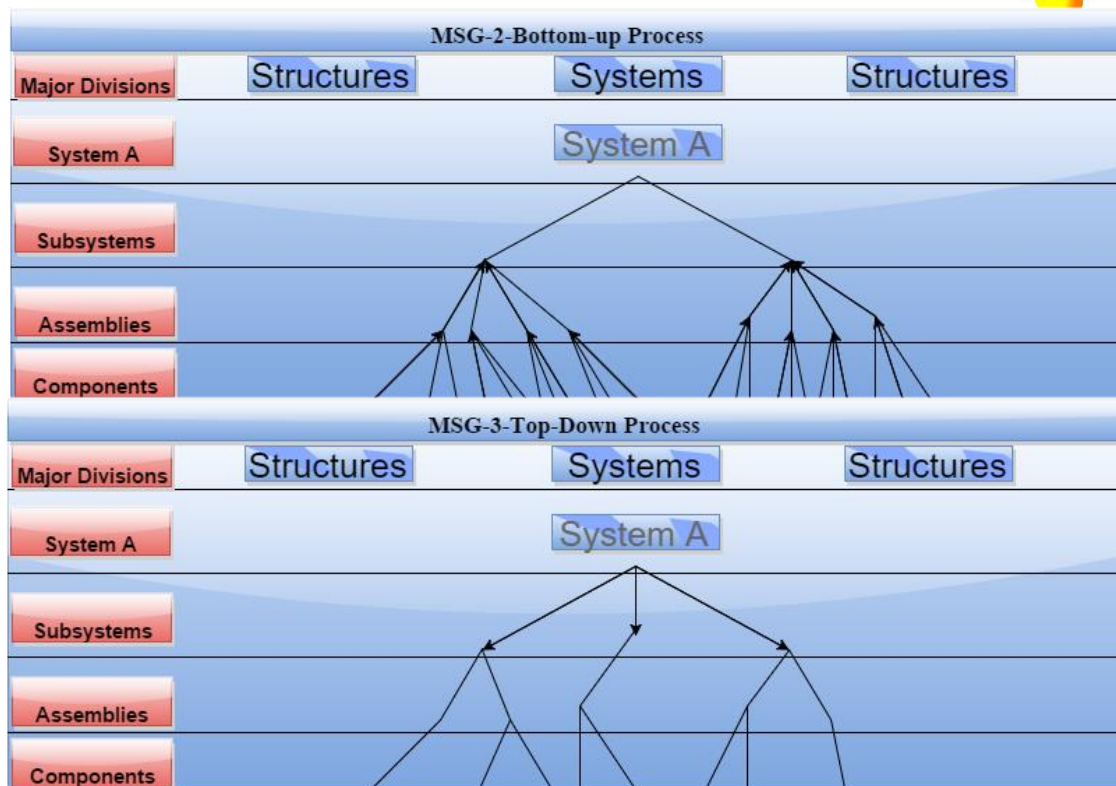 MSG-2-Bottom-up Process
Major Divisions Structures Systems Structures
System A System A
Subsystems
Assemblies
Components
MSG-3-Top-Down Process
Major Divisions Structures Systems Structures
System A System A
Subsystems
Assemblies
Components